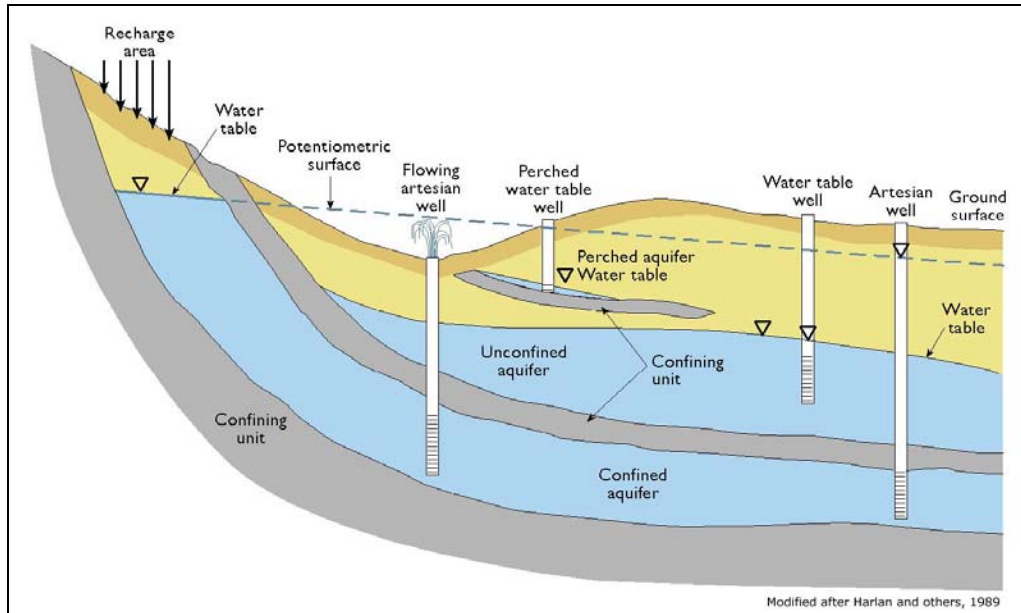 Recharge
area
Water
table
Potentiometric
surface
Flowing
artesian
well
Perched
water table
well
Water table
well
Artesian
well
Ground
surface
Perched aquifer
Water table
Water
table
Unconfined
aquifer
Confining
unit
Confining
unit
Confined
aquifer
Modified after Harlan and others, 1989